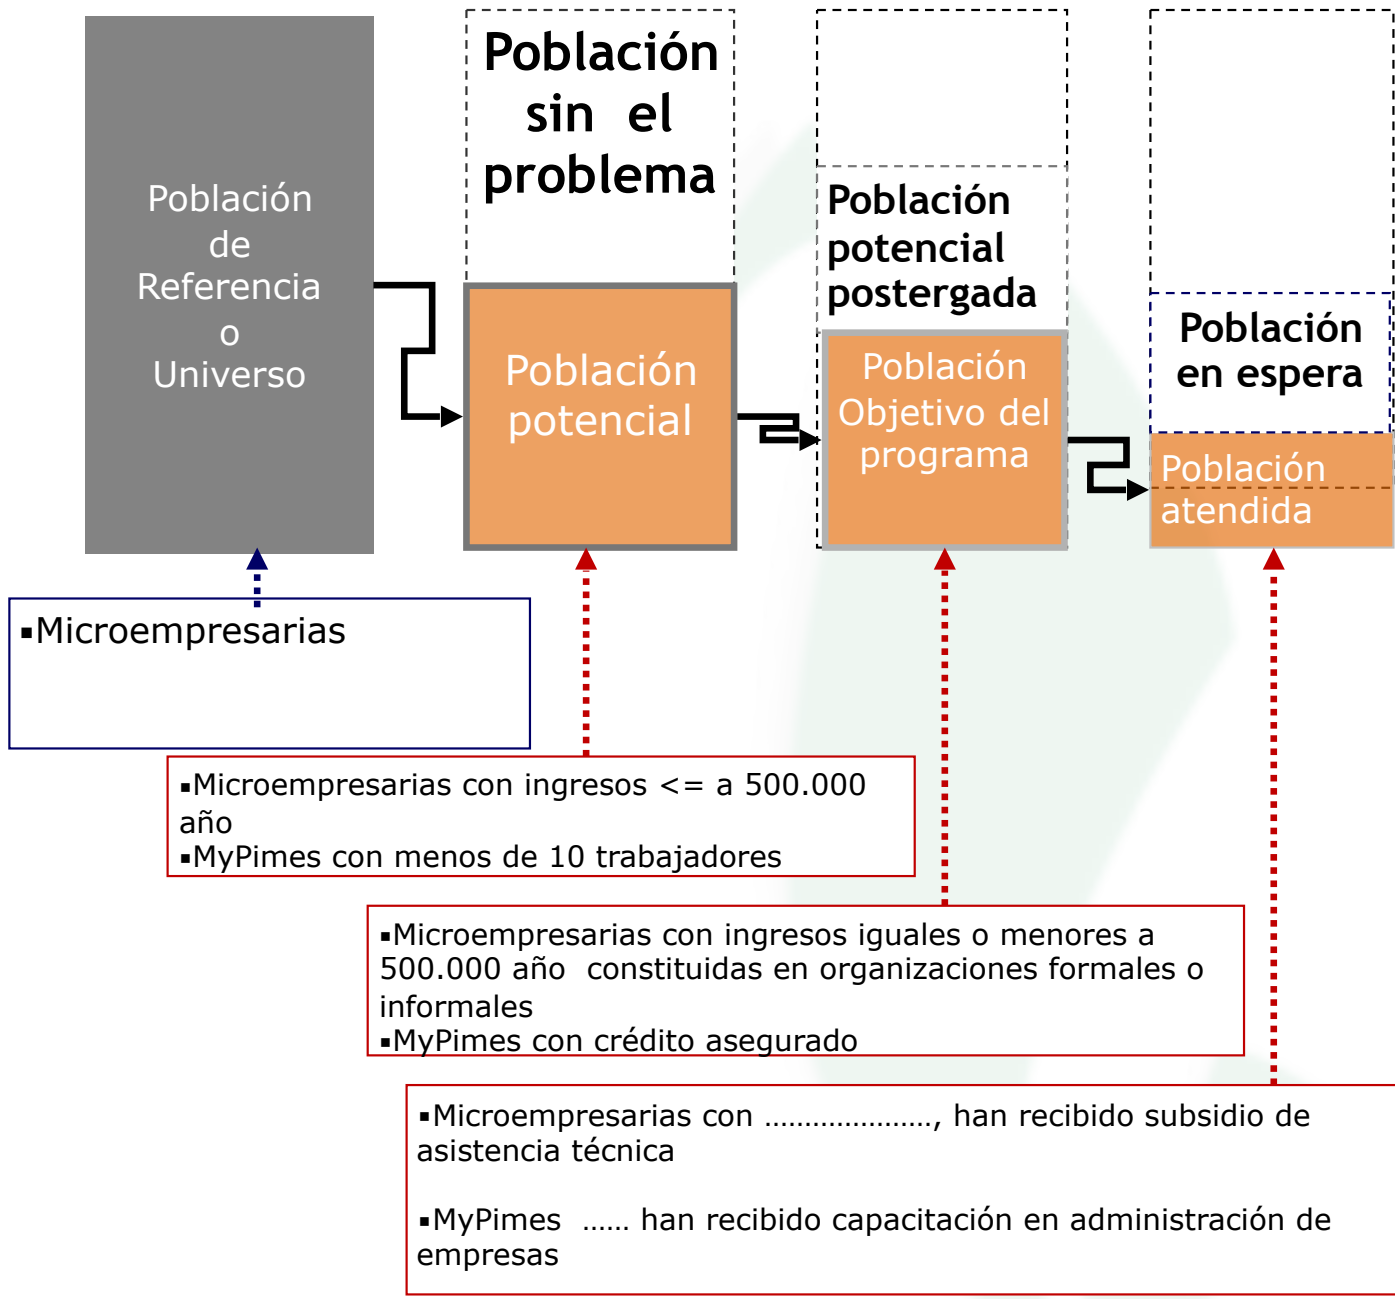 Población
de
Referencia
o
Universo
Población
sin el
problema
Población
potencial
Población
potencial
postergada
Población
Objetivo del
programa
Población
en espera
Población
atendida
▪Microempresarias
▪Microempresarias con ingresos <= a 500.000
año
▪MyPimes con menos de 10 trabajadores
▪Microempresarias con ingresos iguales o menores a
500.000 año constituidas en organizaciones formales o
informales
▪MyPimes con crédito asegurado
▪Microempresarias con ....................., han recibido subsidio de
asistencia técnica
▪MyPimes ...... han recibido capacitación en administración de
empresas